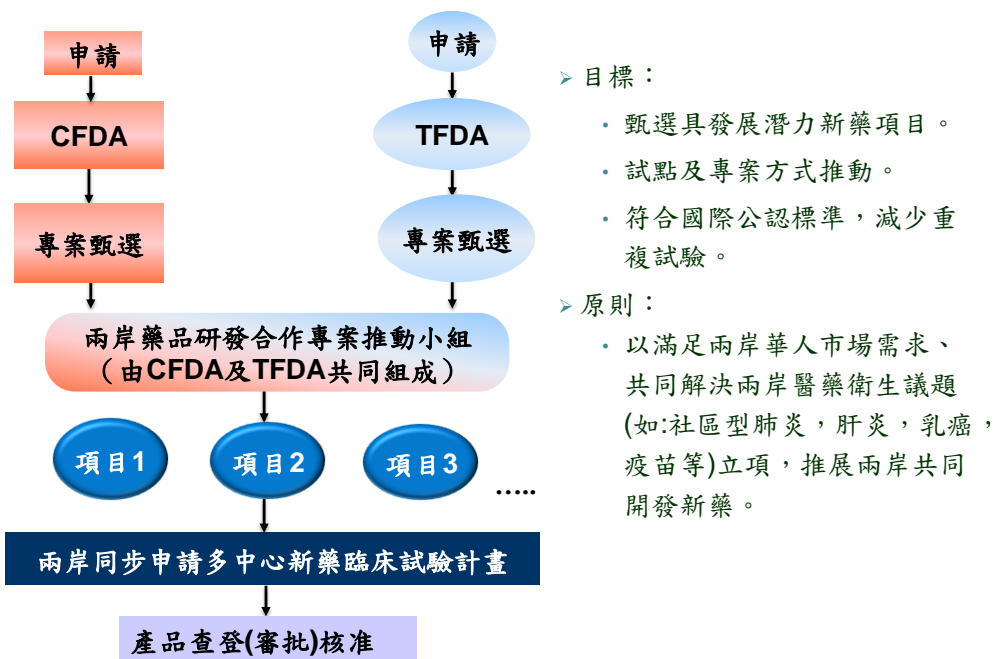 申請
CFDA
專案甄選
申請
TFDA
專案甄選
兩岸藥品研發合作專案推動小組
（由CFDA及TFDA共同組成）
項目1
項目2
項目3
.....
兩岸同步申請多中心新藥臨床試驗計畫
產品查登(審批)核准
➢ 目標：
• 甄選具發展潛力新藥項目。
• 試點及專案方式推動。
• 符合國際公認標準，減少重
複試驗。
➢ 原則：
• 以滿足兩岸華人市場需求、
共同解決兩岸醫藥衛生議題
(如:社區型肺炎，肝炎，乳癌，
疫苗等)立項，推展兩岸共同
開發新藥。